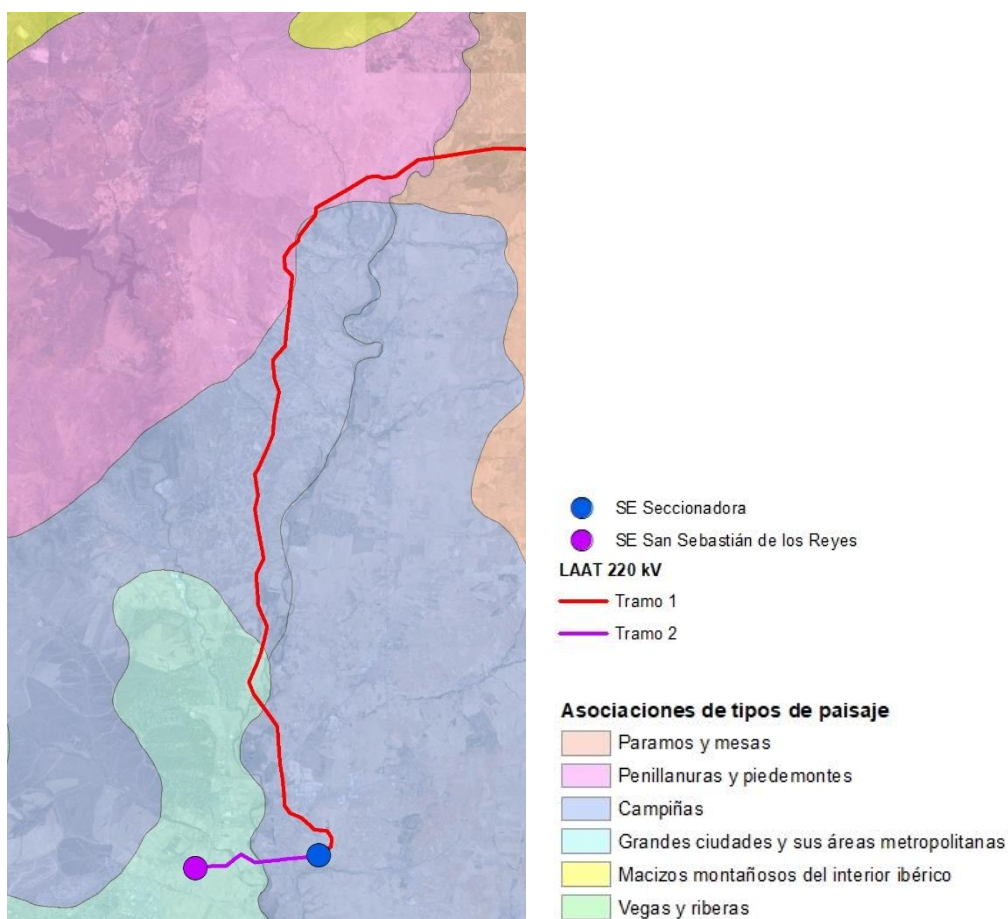 SE Seccionadora
SE San Sebastián de los Reyes
LAAT 220 kV
Tramo 1
Tramo 2
Asociaciones de tipos de paisaje
Paramos y mesas
Penillanuras y piedemontes
Campiñas
Grandes ciudades y sus áreas metropolitanas
Macizos montañosos del interior ibérico
Vegas y riberas